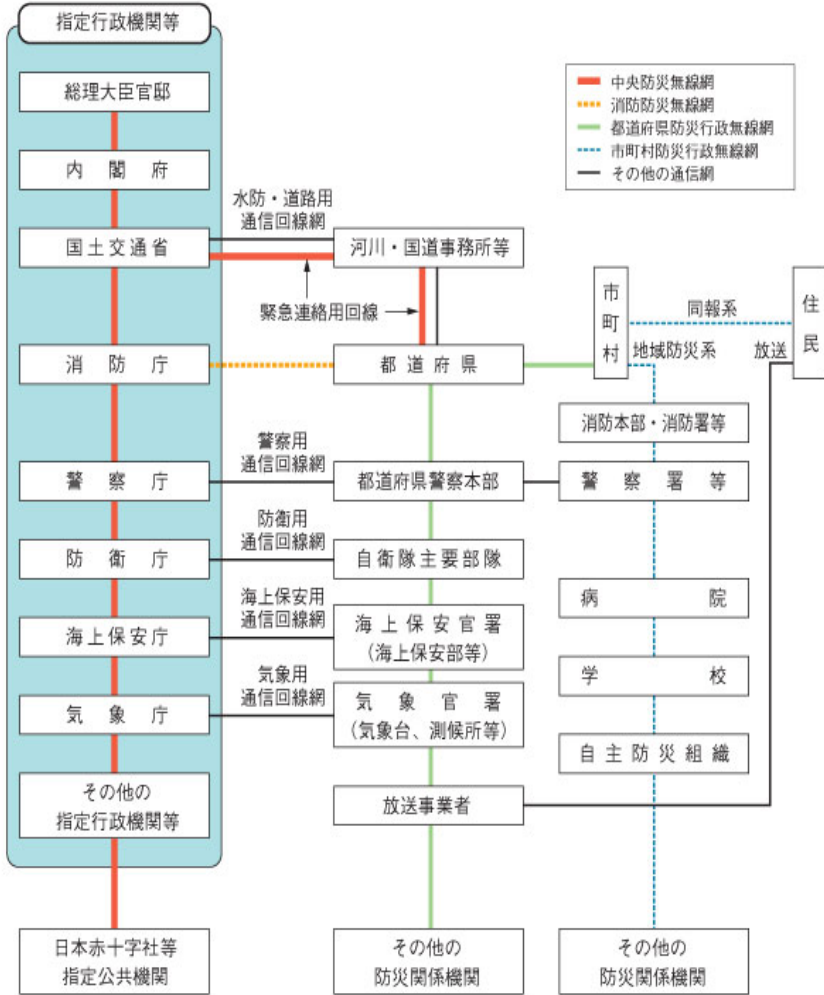 指定行政機関等
総理大臣官邸
内閣府
国土交通省
消防庁
警察庁
防衛庁
海上保安庁
気象庁
その他の
指定行政機関等
日本赤十字社等
指定公共機関
水防・道路用
通信回線網
緊急連絡用回線
警察用
通信回線網
防衛用
通信回線網
海上保安用
通信回線網
気象用
通信回線網
河川・国道事務所等
都道府県
都道府県警察本部
自衛隊主要部隊
海上保安官署
(海上保安部等)
気象官署
(気象台、測候所等)
放送事業者
その他の
防災関係機関
中央防災無線網
消防防災無線網
都道府県防災行政無線網
市町村防災行政無線網
その他の通信網
市町村
同報系
地域防災系
放送
住民
消防本部・消防署等
警察署等
病院
学校
自主防災組織
その他の
防災関係機関